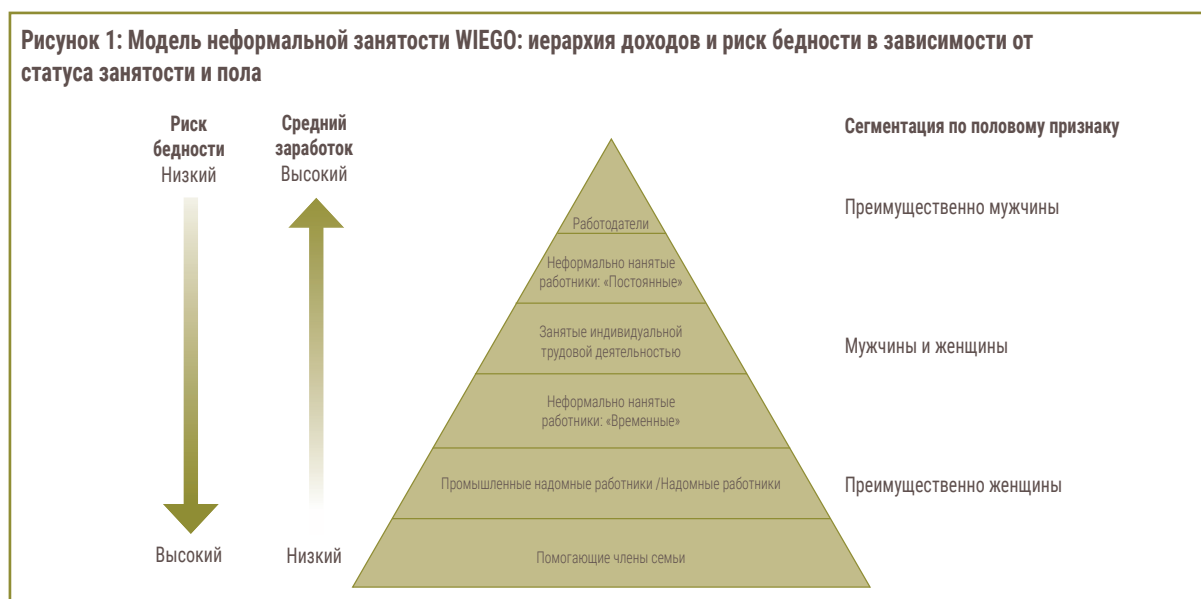 Рисунок 1: Модель неформальной занятости WIEGO: иерархия доходов и риск бедности в зависимости от
статуса занятости и пола
Риск
бедности
Низкий
Средний
заработок
Высокий
Сегментация по половому признаку
Преимущественно мужчины
Работодатели
Неформально нанятые
работники: «Постоянные»
Занятые индивидуальной
трудовой деятельностью
Мужчины и женщины
Неформально нанятые
работники: «Временные»
Промышленные надомные работники /Надомные работники
Преимущественно женщины
Высокий
Низкий
Помогающие члены семьи